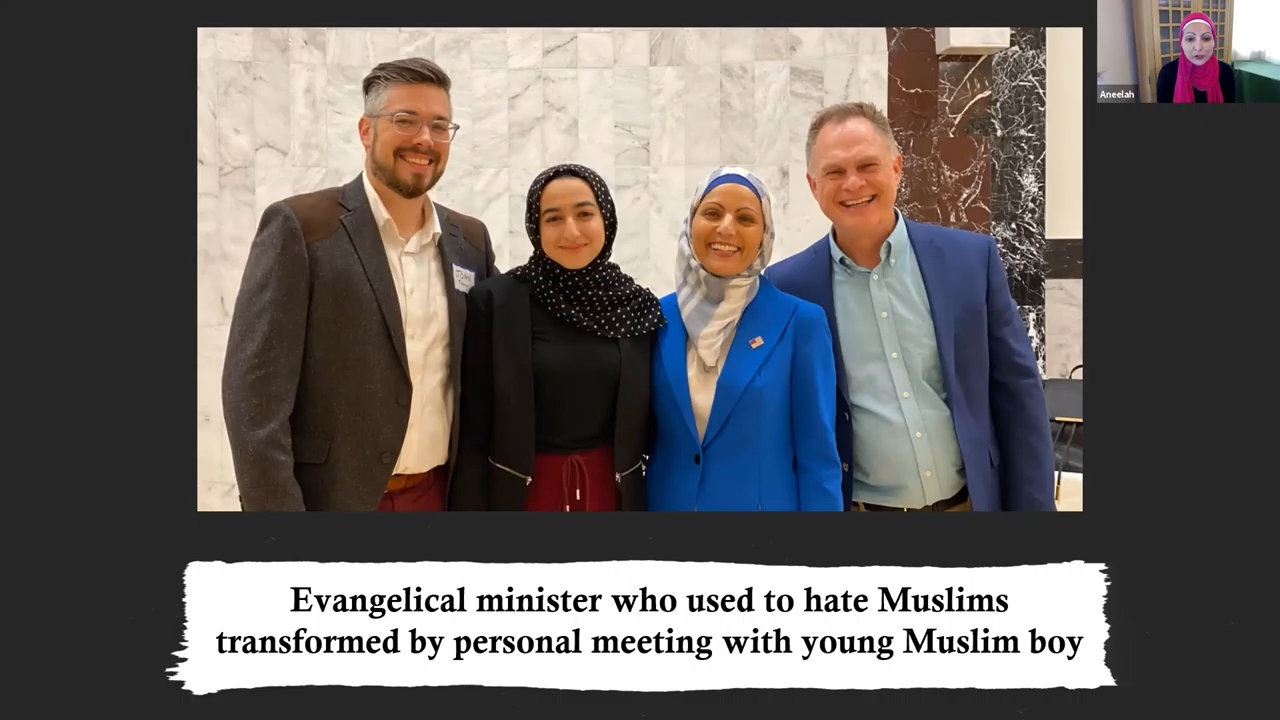 Aneelah
Evangelical minister who used to hate Muslims
transformed by personal meeting with young Muslim boy